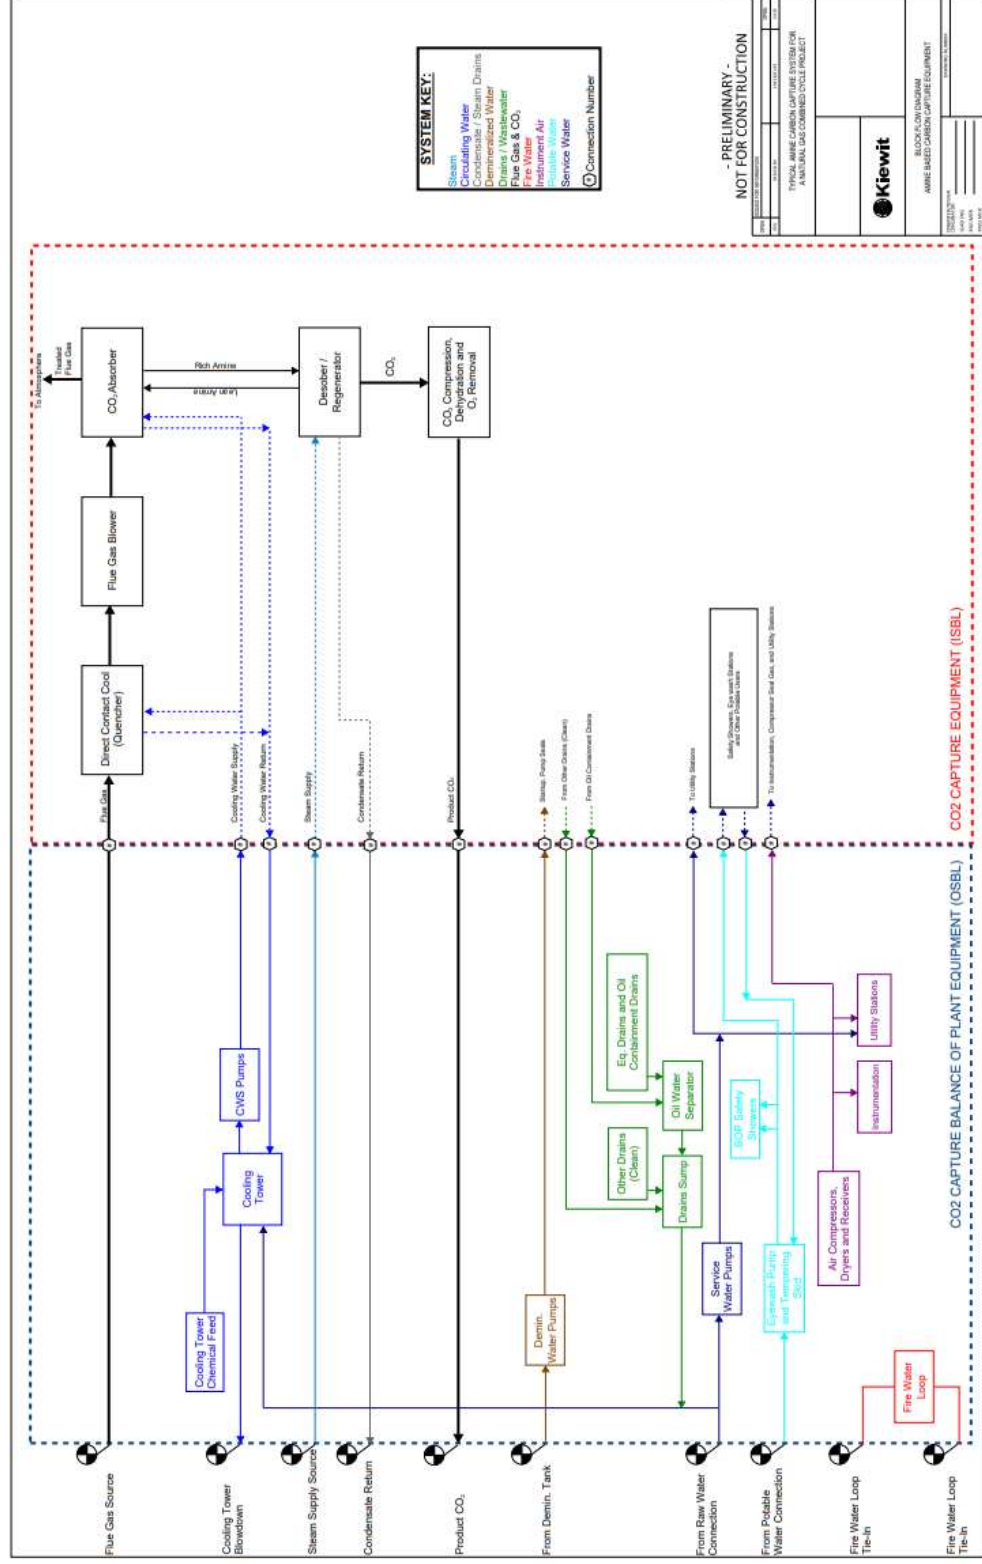 Flue Gas Source
Cooling Tower
Blowdown
Steam Supply Source
Condensate Return
Product CO₂
From Demin. Tank
From Raw Water
Connection
From Potable
Water Connection
Fire Water Loop
Tie-In
Fire Water Loop
Tie-In
Cooling Tower
Chemical Feed
Cooling
Tower
CWS Pumps
Demin.
Water Pumps
Other Drains
(Clean)
Eq. Drains and Oil
Containment Drains
Oil Water
Separator
Drains Sump
Service
Water Pumps
BOP Safety
Showers
Eyewash Pump
and Tempering
Skid
Air Compressors,
Dryers and Receivers
Instrumentation
Utility Stations
Fire Water
Loop
CO2 CAPTURE BALANCE OF PLANT EQUIPMENT (OSBL)
Flue Gas
Cooling Water Supply
Cooling Water Return
Steam Supply
Condensate Return
Product CO₂
Startup, Pump Seals
From Other Drains (Clean)
From Oil Containment Drains
To Utility Stations
Safety Showers, Eye wash Stations
and Other Potable Users
To Instrumentation, Compressor Seal Gas, and Utility Stations
Direct Contact Cool
(Quencher)
Flue Gas Blower
CO₂ Absorber
To Atmosphere
Treated
Flue Gas
Rich Amine
Lean Amine
Desober /
Regenerator
CO₂
CO₂ Compression,
Dehydration and
O₂ Removal
CO2 CAPTURE EQUIPMENT (ISBL)
SYSTEM KEY:
Steam
Circulating Water
Condensate / Steam Drains
Demineralized Water
Drains / Wastewater
Flue Gas & CO₂
Fire Water
Instrument Air
Potable Water
Service Water
Connection Number
- PRELIMINARY -
NOT FOR CONSTRUCTION
TYPICAL AMINE CARBON CAPTURE SYSTEM FOR
A NATURAL GAS COMBINED CYCLE PROJECT
Kiewit
BLOCK FLOW DIAGRAM
AMINE BASED CARBON CAPTURE EQUIPMENT